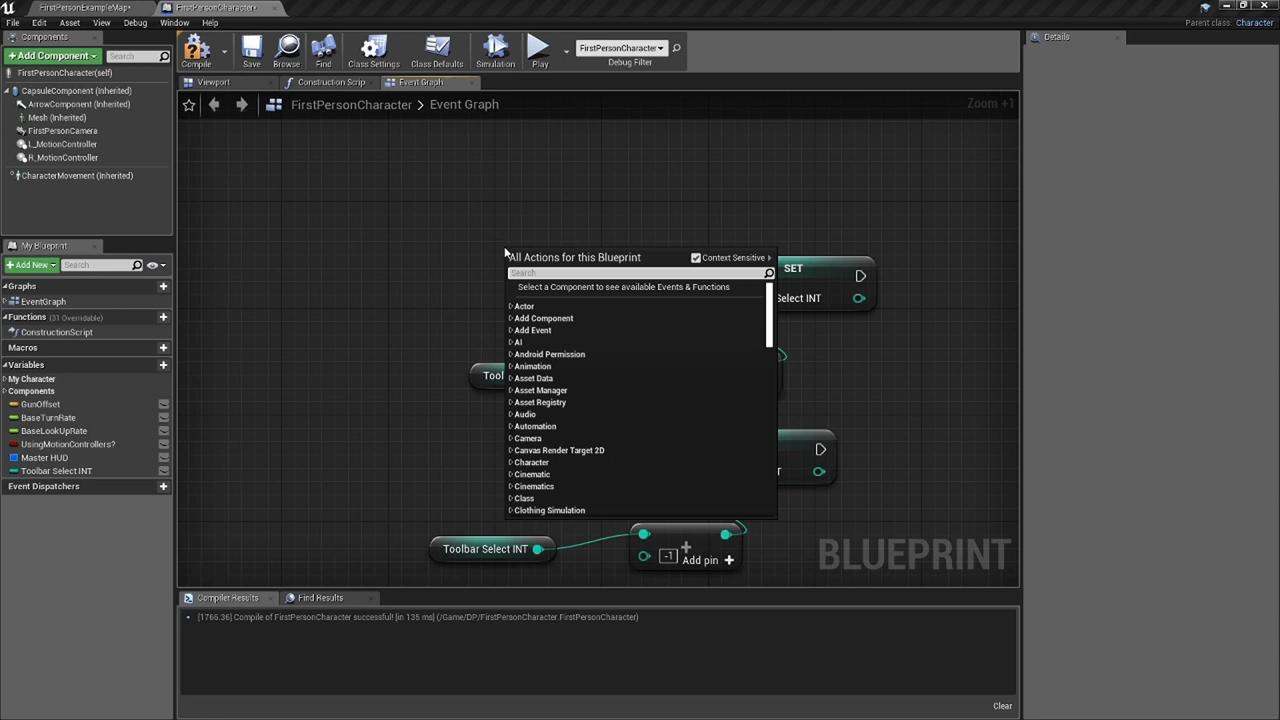 FirstPersonExampleMap*
FirstPersonCharacter*
File Edit Asset View Debug Window Help
Parent class: Character
Components
+ Add Component
Search
FirstPersonCharacter(self)
CapsuleComponent (Inherited)
ArrowComponent (Inherited)
Mesh (Inherited)
FirstPersonCamera
L_MotionController
R_MotionController
CharacterMovement (Inherited)
My Blueprint
+ Add New
Search
Graphs
EventGraph
Functions (31 Overridable)
ConstructionScript
Macros
Variables
My Character
Components
GunOffset
BaseTurnRate
BaseLookUpRate
UsingMotionControllers?
Master HUD
Toolbar Select INT
Event Dispatchers
Compile
Save
Browse
Find
Class Settings
Class Defaults
Simulation
Play
FirstPersonCharacter
Debug Filter
Viewport
Construction Scrip
Event Graph
FirstPersonCharacter > Event Graph
Zoom +1
All Actions for this Blueprint
Context Sensitive
Search
Select a Component to see available Events & Functions
Actor
Add Component
Add Event
AI
Android Permission
Animation
Asset Data
Asset Manager
Asset Registry
Audio
Automation
Camera
Canvas Render Target 2D
Character
Cinematic
Cinematics
Class
Clothing Simulation
SET
Select INT
Tool
T
Toolbar Select INT
-1
+
Add pin +
BLUEPRINT
Compiler Results
Find Results
[1766.36] Compile of FirstPersonCharacter successful! [in 135 ms] (/Game/DP/FirstPersonCharacter.FirstPersonCharacter)
Clear
Details